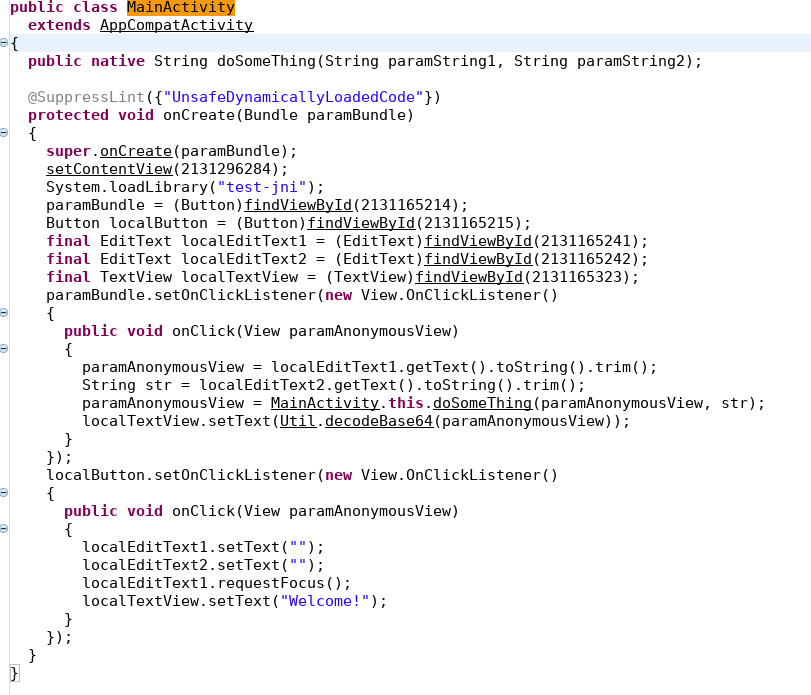 public class MainActivity
  extends AppCompatActivity
{
  public native String doSomeThing(String paramString1, String paramString2);

  @SuppressLint({"UnsafeDynamicallyLoadedCode"})
  protected void onCreate(Bundle paramBundle)
  {
    super.onCreate(paramBundle);
    setContentView(2131296284);
    System.loadLibrary("test-jni");
    paramBundle = (Button)findViewById(2131165214);
    Button localButton = (Button)findViewById(2131165215);
    final EditText localEditText1 = (EditText)findViewById(2131165241);
    final EditText localEditText2 = (EditText)findViewById(2131165242);
    final TextView localTextView = (TextView)findViewById(2131165323);
    paramBundle.setOnClickListener(new View.OnClickListener()
    {
      public void onClick(View paramAnonymousView)
      {
        paramAnonymousView = localEditText1.getText().toString().trim();
        String str = localEditText2.getText().toString().trim();
        paramAnonymousView = MainActivity.this.doSomeThing(paramAnonymousView, str);
        localTextView.setText(Util.decodeBase64(paramAnonymousView));
      }
    });
    localButton.setOnClickListener(new View.OnClickListener()
    {
      public void onClick(View paramAnonymousView)
      {
        localEditText1.setText("");
        localEditText2.setText("");
        localEditText1.requestFocus();
        localTextView.setText("Welcome!");
      }
    });
  }
}